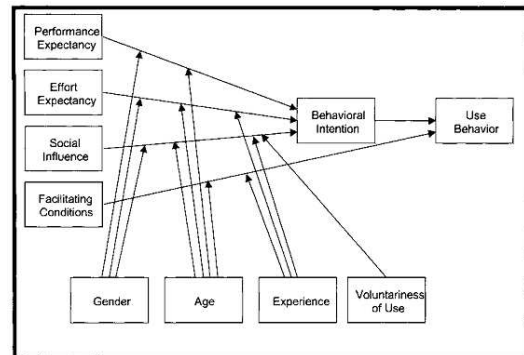 Performance
Expectancy
Effort
Expectancy
Social
Influence
Facilitating
Conditions
Behavioral
Intention
Use
Behavior
Gender
Age
Experience
Voluntariness
of Use